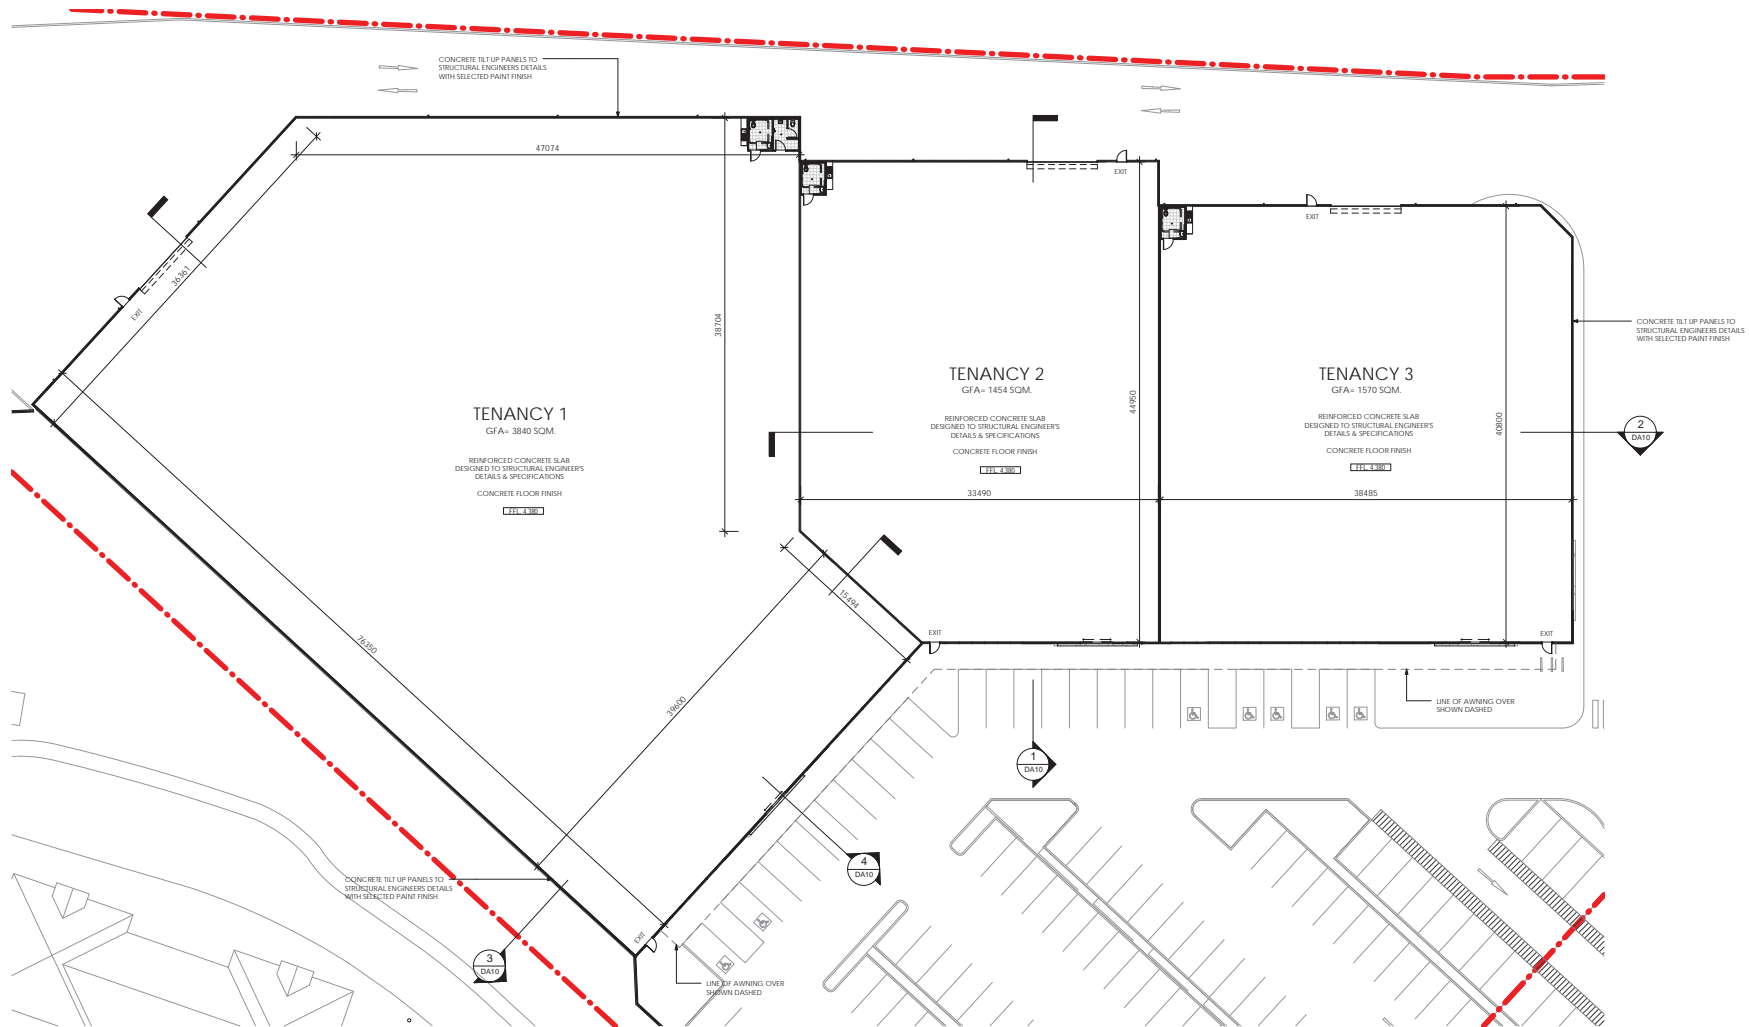 CONCRETE TILT UP PANELS TO
STRUCTURAL ENGINEERS DETAILS
WITH SELECTED PAINT FINISH
47074
EXIT
EXIT
36361
EXIT
38704
CONCRETE TILT UP PANELS TO
STRUCTURAL ENGINEERS DETAILS
WITH SELECTED PAINT FINISH
TENANCY 1
GFA= 3840 SQM.
REINFORCED CONCRETE SLAB
DESIGNED TO STRUCTURAL ENGINEER'S
DETAILS & SPECIFICATIONS
CONCRETE FLOOR FINISH
FFL. 4.380
TENANCY 2
GFA= 1454 SQM.
REINFORCED CONCRETE SLAB
DESIGNED TO STRUCTURAL ENGINEER'S
DETAILS & SPECIFICATIONS
CONCRETE FLOOR FINISH
FFL. 4.380
44950
TENANCY 3
GFA= 1570 SQM.
REINFORCED CONCRETE SLAB
DESIGNED TO STRUCTURAL ENGINEER'S
DETAILS & SPECIFICATIONS
CONCRETE FLOOR FINISH
FFL. 4.380
40800
2
DA10
33490
38485
15494
76350
EXIT
EXIT
39600
LINE OF AWNING OVER
SHOWN DASHED
1
DA10
4
DA10
CONCRETE TILT UP PANELS TO
STRUCTURAL ENGINEERS DETAILS
WITH SELECTED PAINT FINISH
EXIT
3
DA10
LINE OF AWNING OVER
SHOWN DASHED